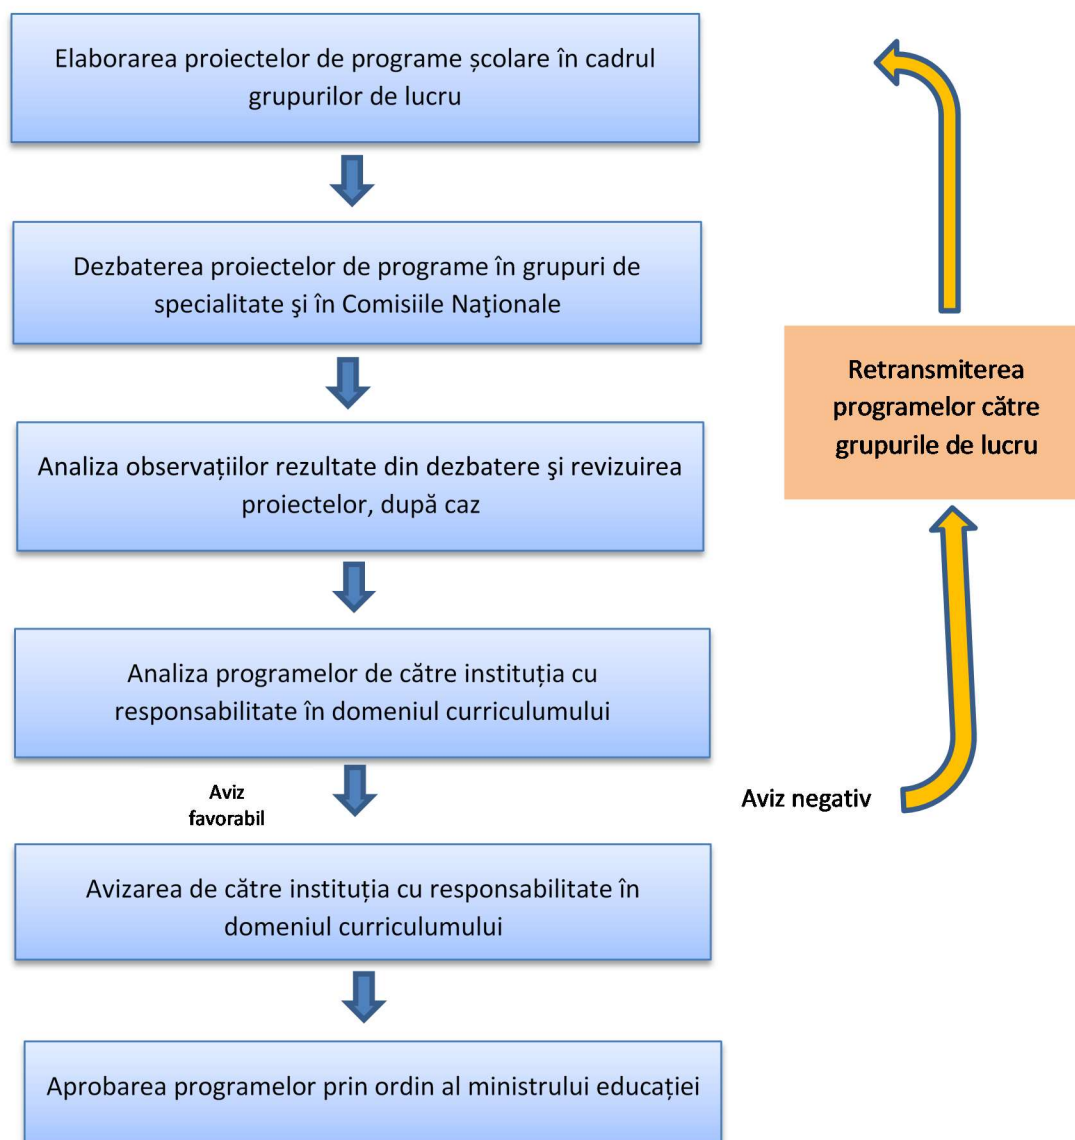 Elaborarea proiectelor de programe școlare în cadrul
grupurilor de lucru
Dezbaterea proiectelor de programe în grupuri de
specialitate şi în Comisiile Naţionale
Retransmiterea
programelor către
grupurile de lucru
Analiza observațiilor rezultate din dezbatere şi revizuirea
proiectelor, după caz
Analiza programelor de către instituția cu
responsabilitate în domeniul curriculumului
Aviz
favorabil
Aviz negativ
Avizarea de către instituția cu responsabilitate în
domeniul curriculumului
Aprobarea programelor prin ordin al ministrului educației